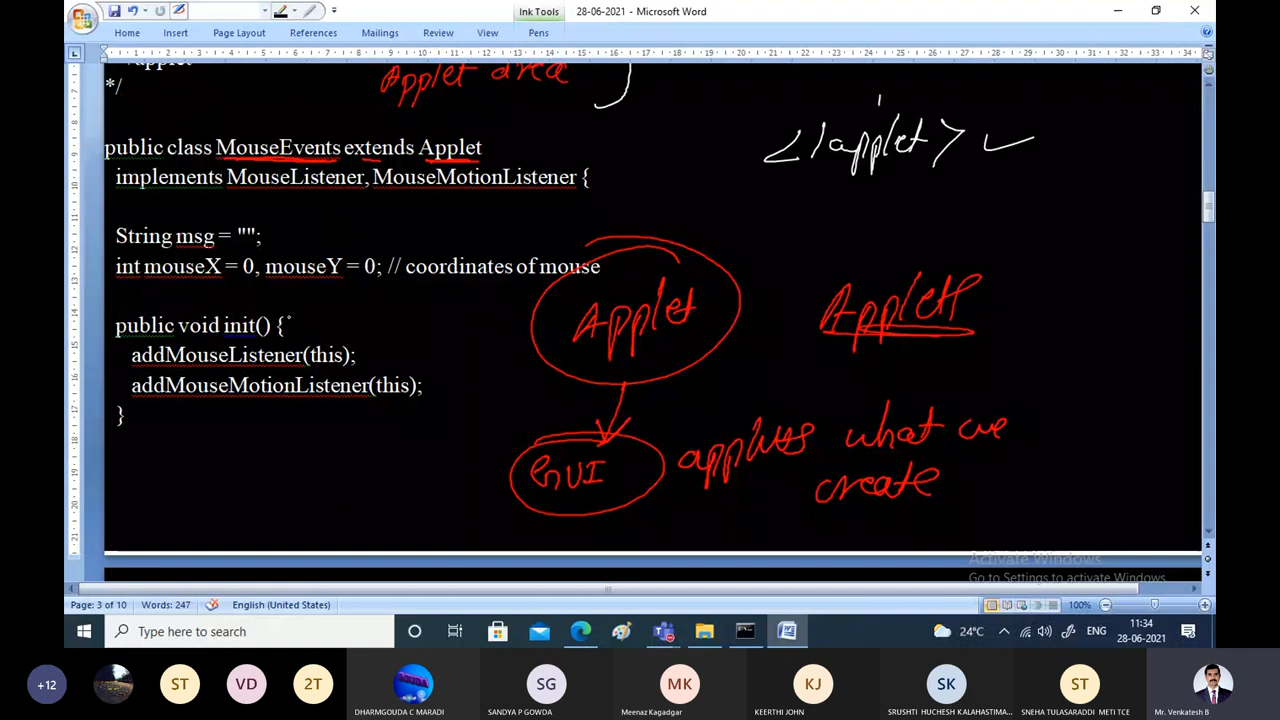 Ink Tools
28-06-2021 - Microsoft Word
Home Insert Page Layout References Mailings Review View Pens
Applet area
*/
</applet> ✓
public class MouseEvents extends Applet
implements MouseListener, MouseMotionListener {
String msg = "";
int mouseX = 0, mouseY = 0; // coordinates of mouse
Applet
public void init() {
addMouseListener(this);
addMouseMotionListener(this);
}
GUI
applets what we
create
Activate Windows
Go to Settings to activate Windows.
Page: 3 of 10 Words: 247 English (United States) 100%
Type here to search
24°C ENG
11:34
28-06-2021
+12 ST VD 2T SG MK KJ SK ST
DHARMGOUDA C MARADI SANDYA P GOWDA Meenaz Kagadgar KEERTHI JOHN SRUSHTI HUCHESH KALAHASTIMA... SNEHA TULASARADDI METI TCE Mr. Venkatesh B